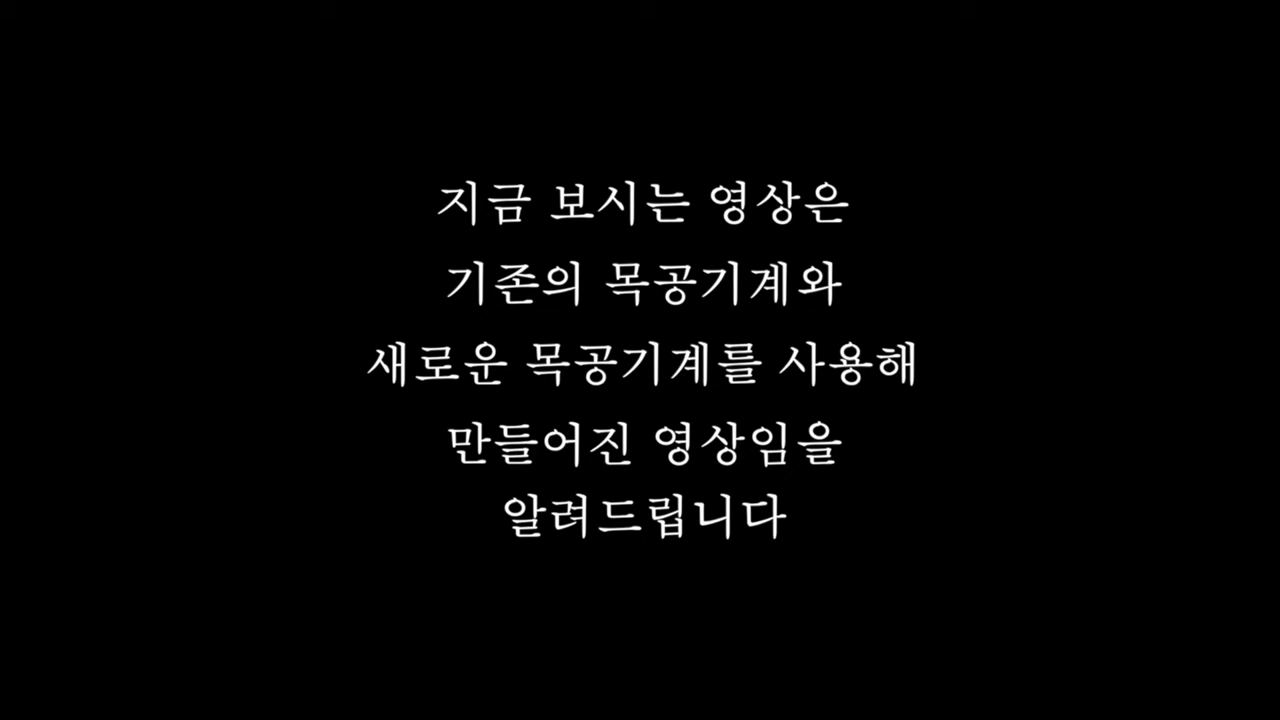 지금 보시는 영상은
기존의 목공기계와
새로운 목공기계를 사용해
만들어진 영상임을
알려드립니다